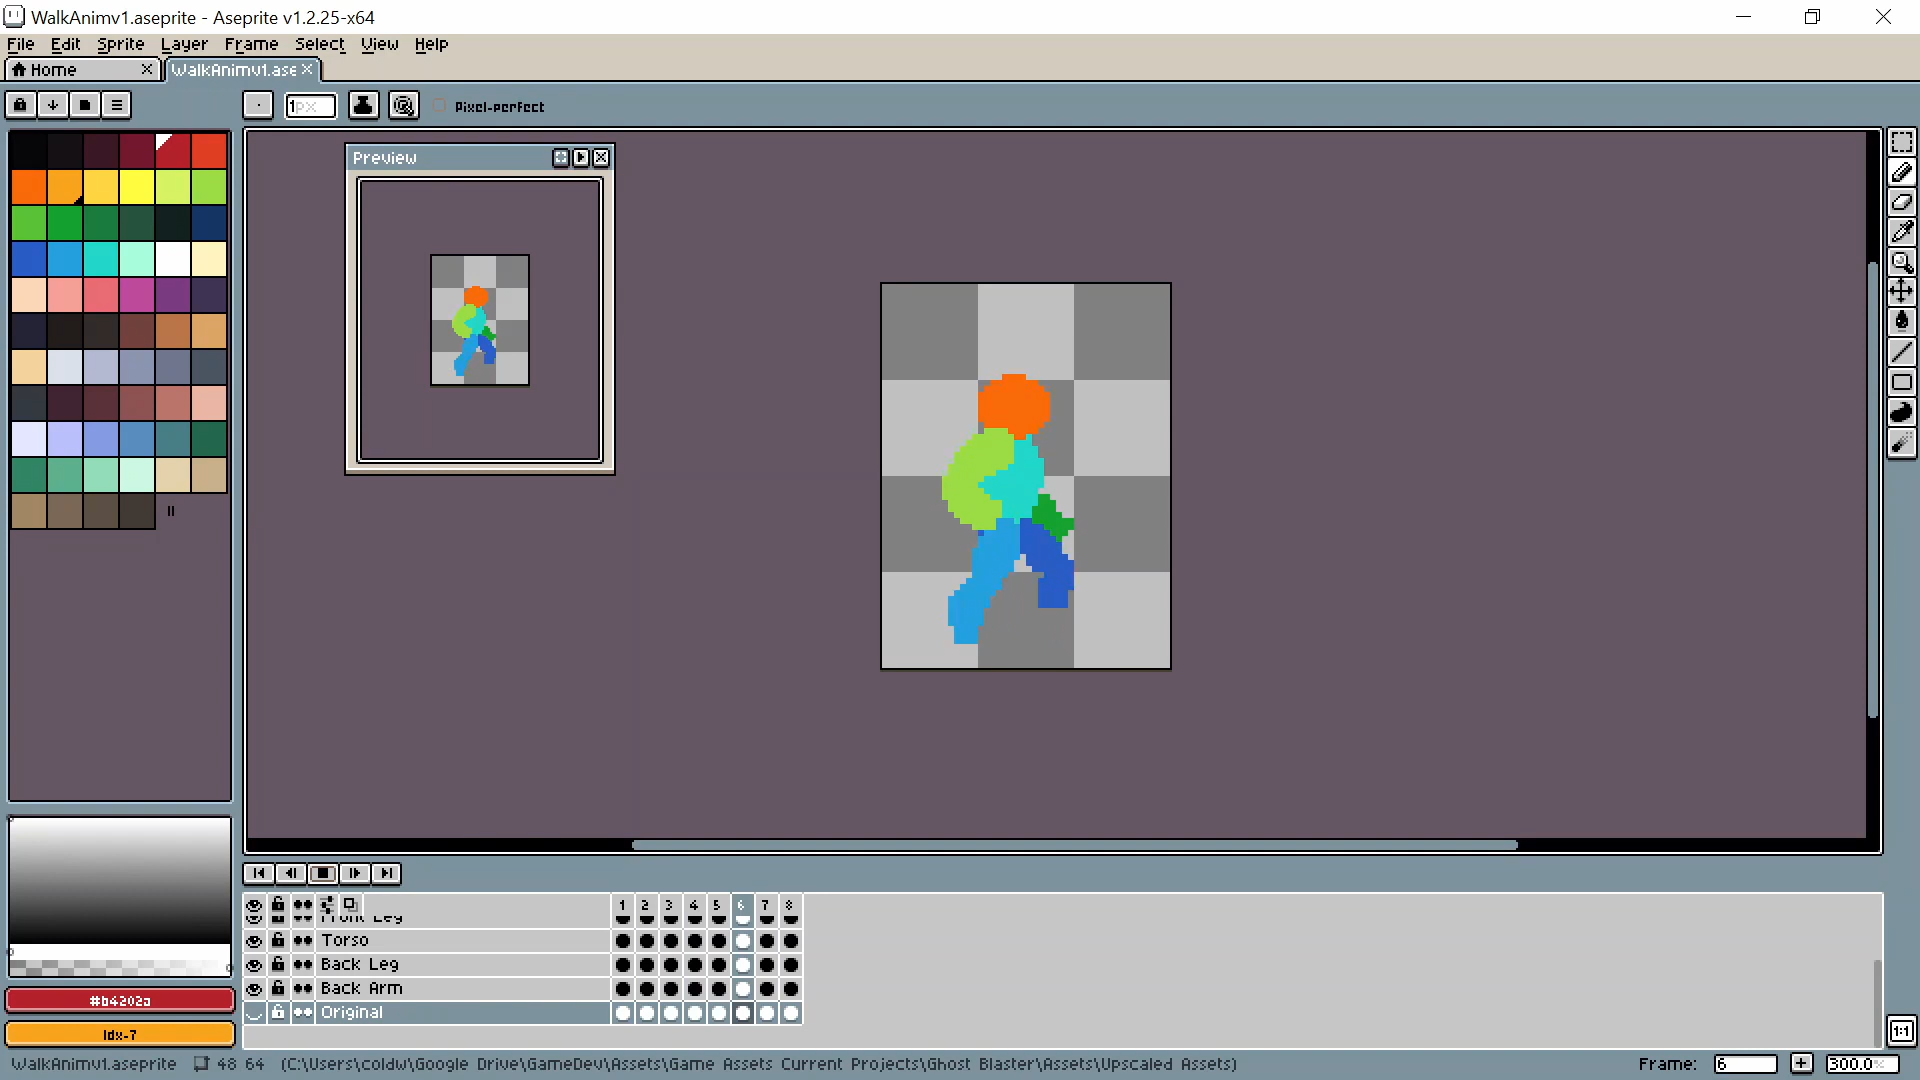 WalkAnimv1.aseprite - Aseprite v1.2.25-x64
File Edit Sprite Layer Frame Select View Help
Home WalkAnimv1.ase
1px Pixel-perfect
Preview
1 2 3 4 5 6 7 8
Front Leg
Torso
Back Leg
Back Arm
#b4202a
Original
Idx-7
1:1
WalkAnimv1.aseprite 48 64 (C:\Users\coldw\Google Drive\GameDev\Assets\Game Assets Current Projects\Ghost Blaster\Assets\Upscaled Assets) Frame: 6 + 300.0%